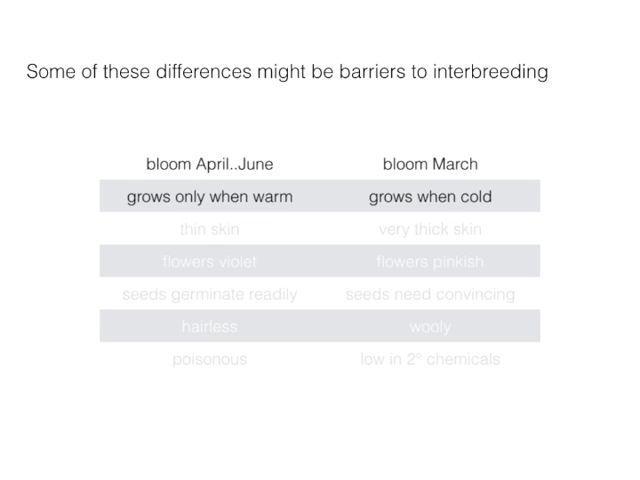 Some of these differences might be barriers to interbreeding
bloom April..June bloom March
grows only when warm grows when cold
thin skin very thick skin
flowers violet flowers pinkish
seeds germinate readily seeds need convincing
hairless wooly
poisonous low in 2° chemicals